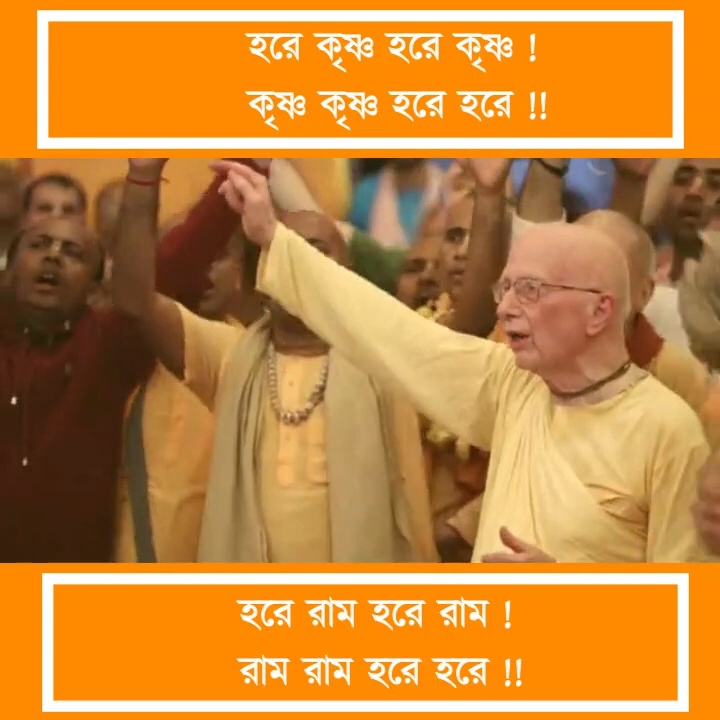 হরে কৃষ্ণ হরে কৃষ্ণ !
কৃষ্ণ কৃষ্ণ হরে হরে !!
হরে রাম হরে রাম !
রাম রাম হরে হরে !!